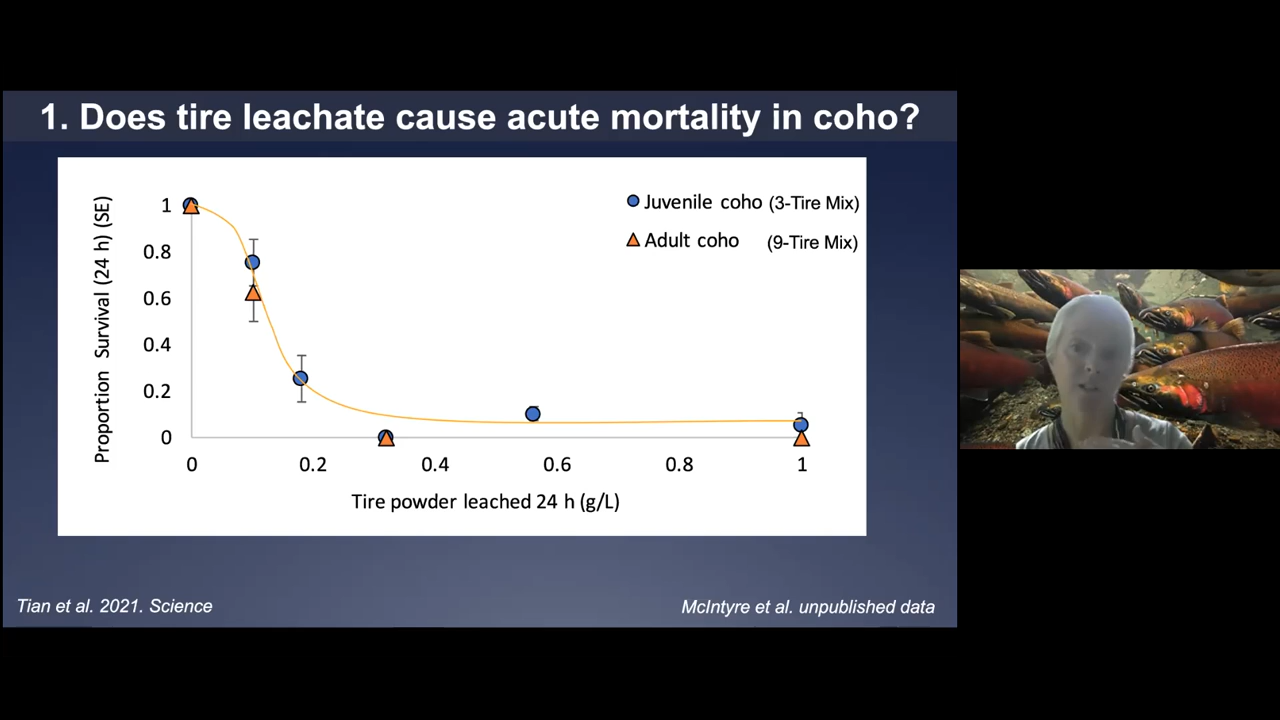 1. Does tire leachate cause acute mortality in coho?
Juvenile coho (3-Tire Mix)
Adult coho (9-Tire Mix)
Proportion Survival (24 h) (SE)
1
0.8
0.6
0.4
0.2
0
0 0.2 0.4 0.6 0.8 1
Tire powder leached 24 h (g/L)
Tian et al. 2021. Science
McIntyre et al. unpublished data